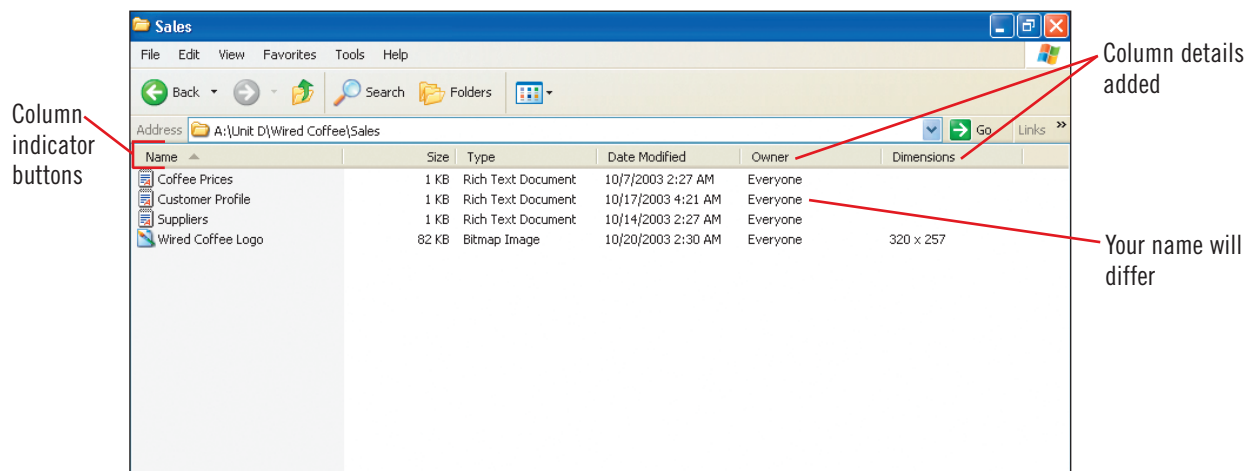 Sales
File Edit View Favorites Tools Help
Back Search Folders
Address A:\Unit D\Wired Coffee\Sales Go Links »
Name Size Type Date Modified Owner Dimensions
Coffee Prices 1 KB Rich Text Document 10/7/2003 2:27 AM Everyone
Customer Profile 1 KB Rich Text Document 10/17/2003 4:21 AM Everyone
Suppliers 1 KB Rich Text Document 10/14/2003 2:27 AM Everyone
Wired Coffee Logo 82 KB Bitmap Image 10/20/2003 2:30 AM Everyone 320 x 257
Column
indicator
buttons
Column details
added
Your name will
differ